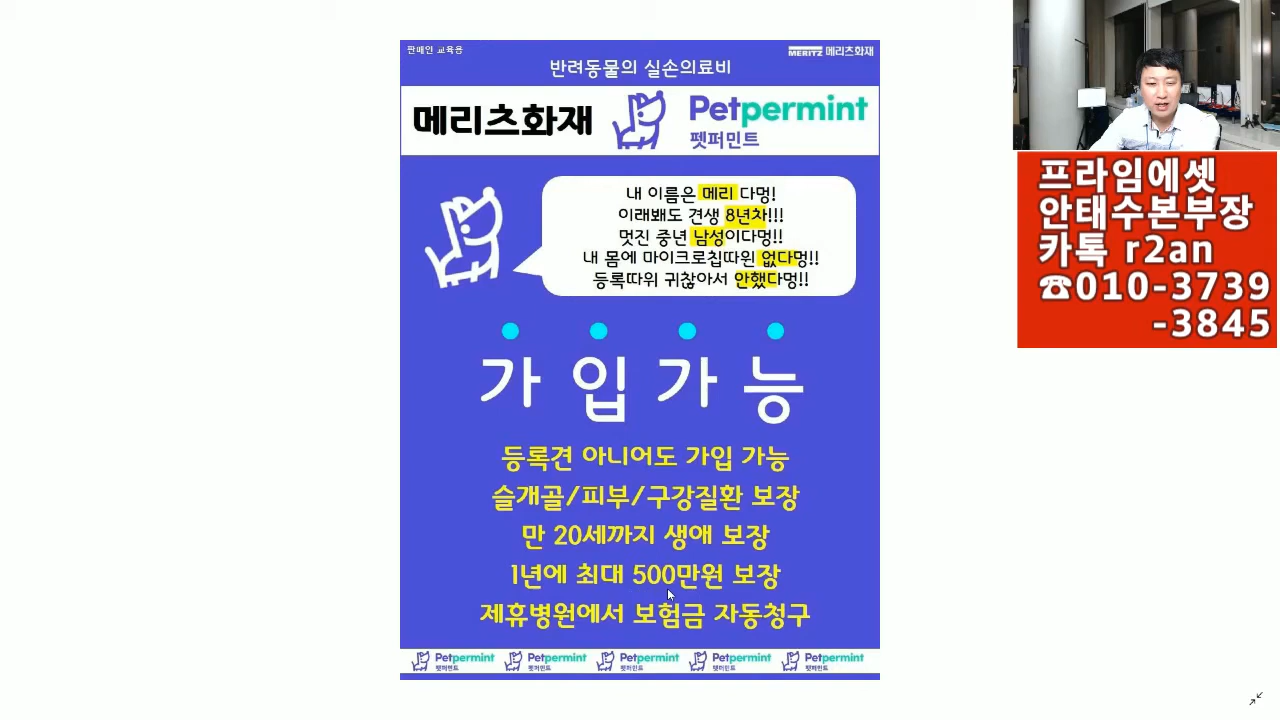 판매인 교육용
MERITZ 메리츠화재
반려동물의 실손의료비
메리츠화재
Petpermint
펫퍼민트
내 이름은 메리 다멍!
이래봬도 견생 8년차!!!
멋진 중년 남성이다멍!!
내 몸에 마이크로칩따윈 없다멍!!
등록따위 귀찮아서 안했다멍!!
가입가능
등록견 아니어도 가입 가능
슬개골/피부/구강질환 보장
만 20세까지 생애 보장
1년에 최대 500만원 보장
제휴병원에서 보험금 자동청구
Petpermint Petpermint Petpermint Petpermint Petpermint
펫퍼민트 펫퍼민트 펫퍼민트 펫퍼민트 펫퍼민트
프라임에셋
안태수본부장
카톡 r2an
☎010-3739
-3845